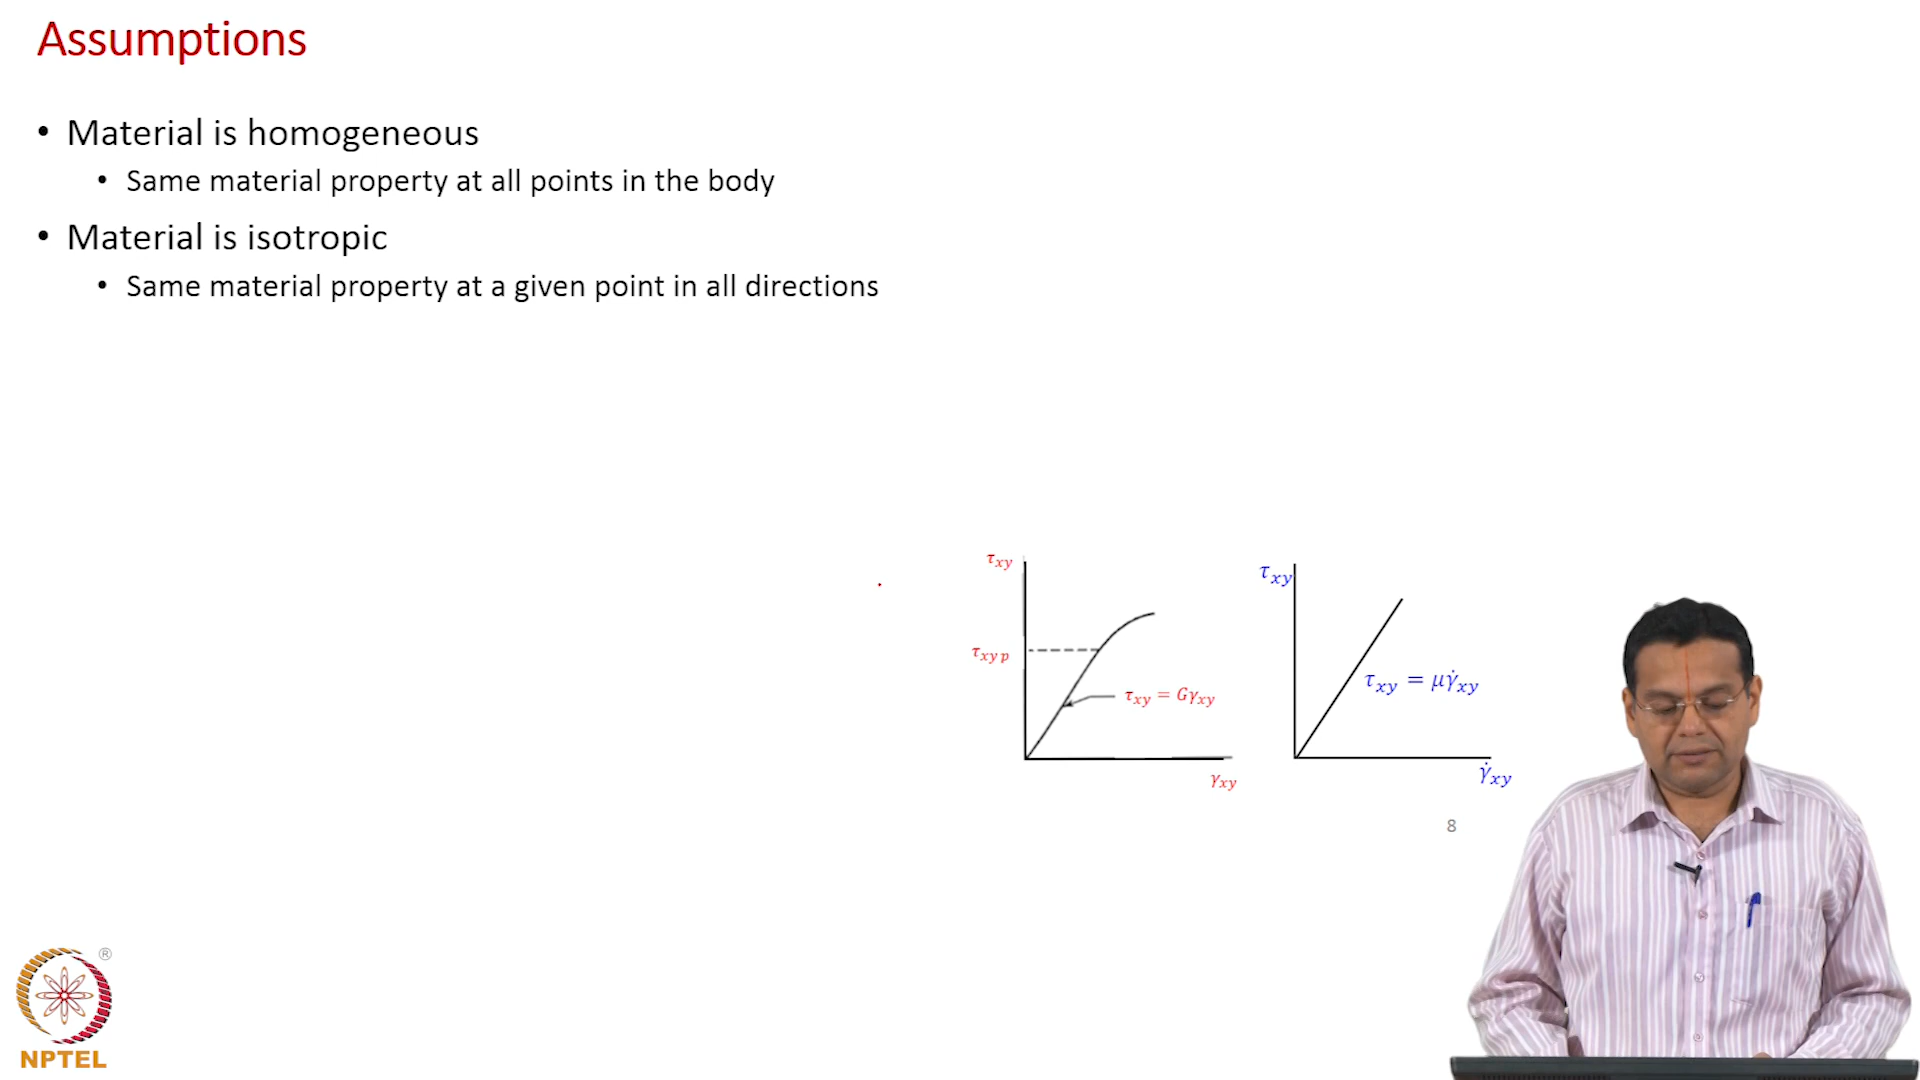 Assumptions
• Material is homogeneous
• Same material property at all points in the body
• Material is isotropic
• Same material property at a given point in all directions
τxy
τxy p
τxy = Gγxy
γxy
τxy
τxy = μγ̇xy
γ̇xy
8
®
NPTEL